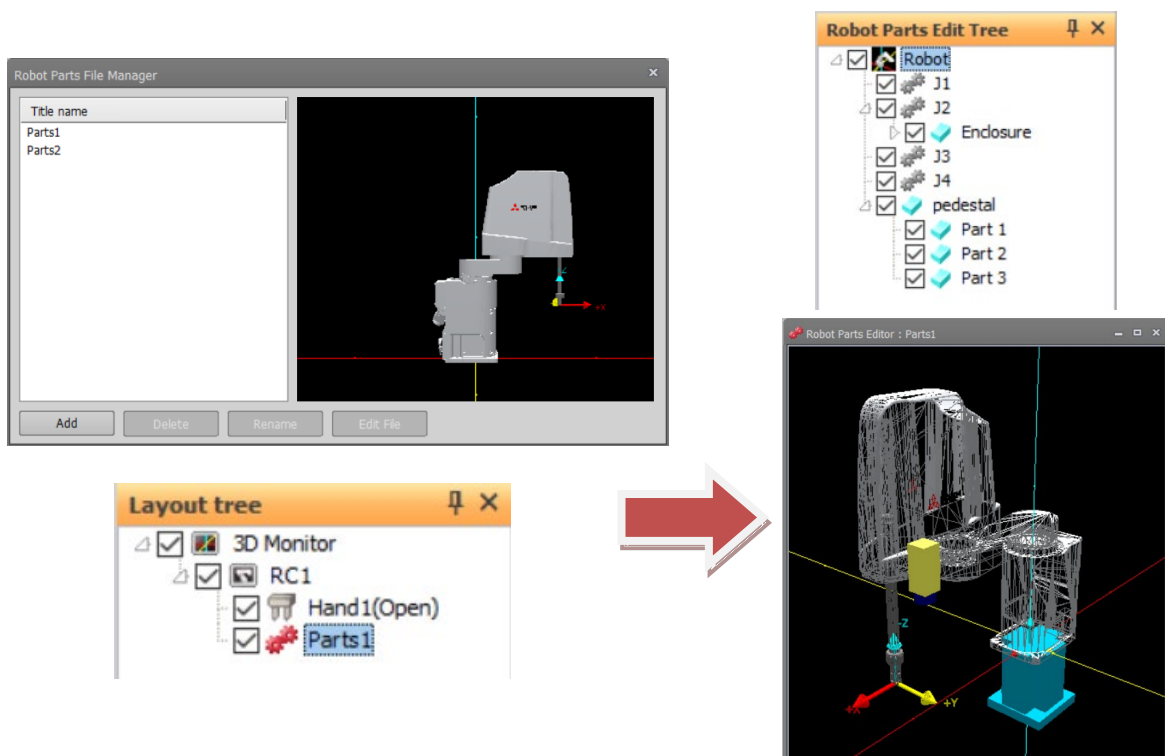 Robot Parts File Manager
Title name
Parts1
Parts2
+X
Z
Add
Delete
Rename
Edit File
Layout tree
3D Monitor
RC1
Hand1(Open)
Parts1
Robot Parts Edit Tree
Robot
J1
J2
Enclosure
J3
J4
pedestal
Part 1
Part 2
Part 3
Robot Parts Editor : Parts1
-Z
+X
+Y